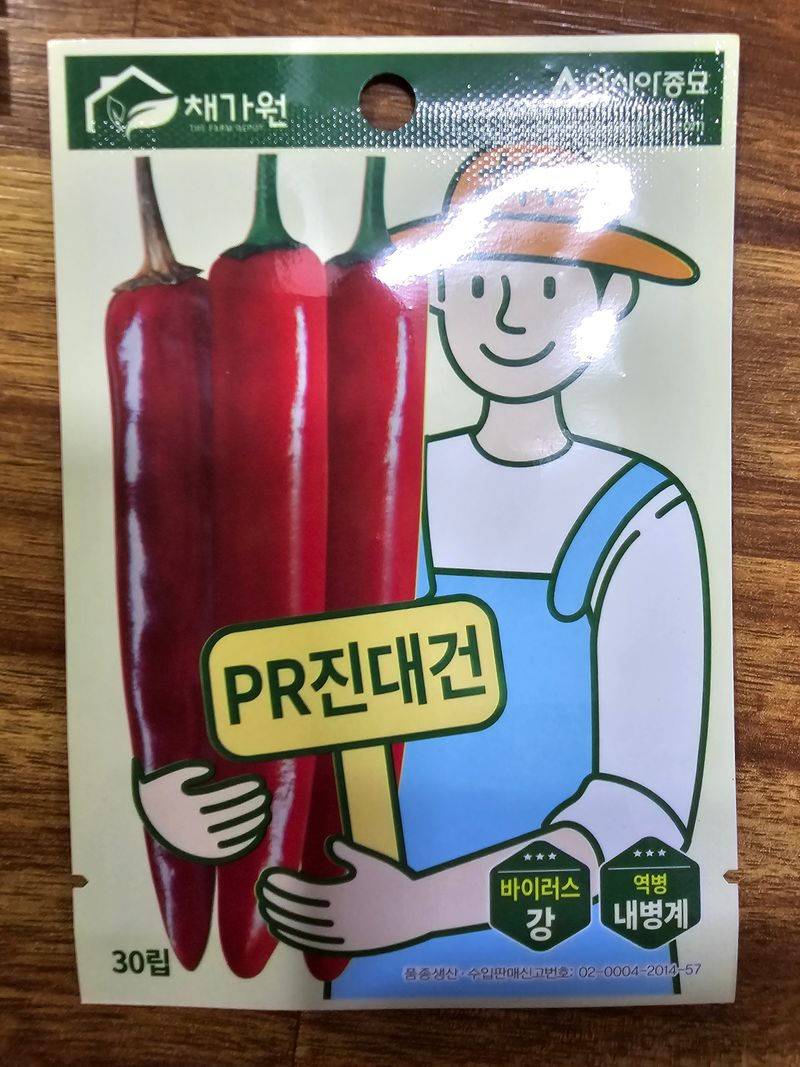 채가원
THE FARM DEPOT
아시아종묘
PR진대건
바이러스
강
역병
내병계
30립
품종생산·수입판매신고번호: 02-0004-2014-57